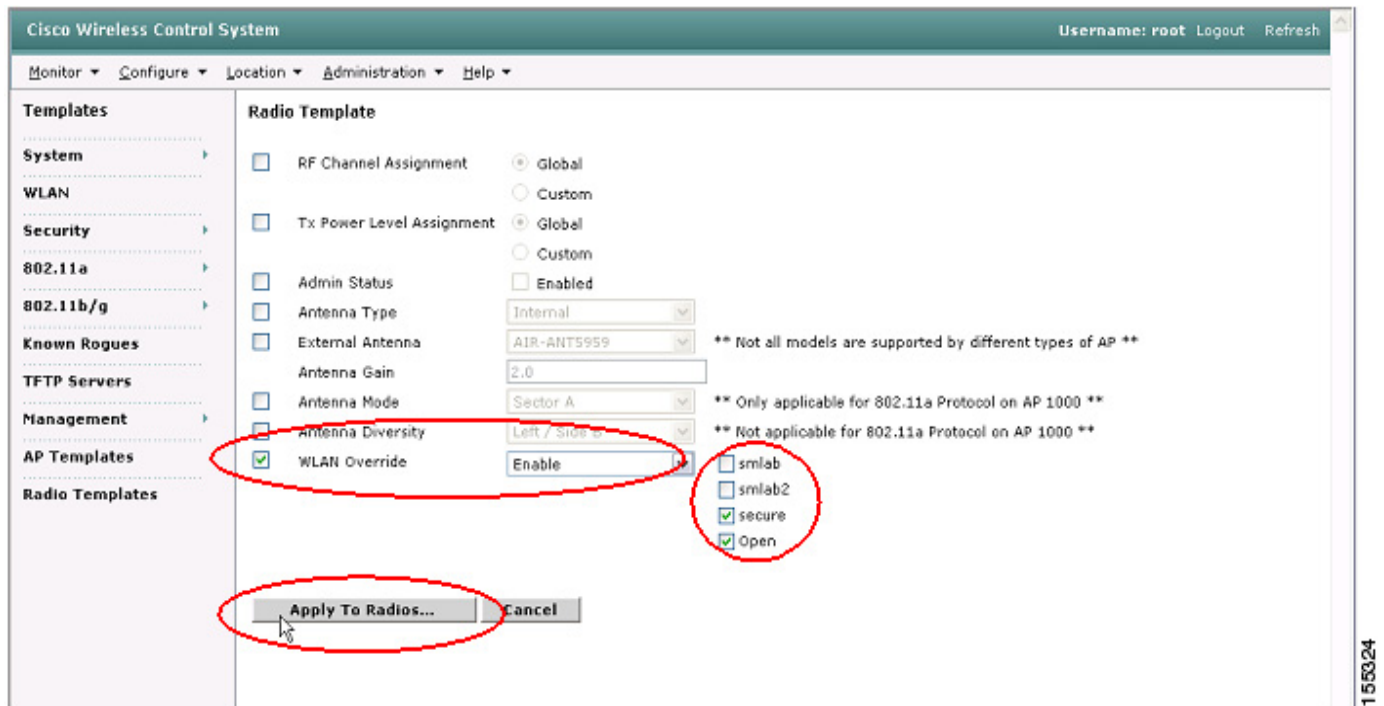 Cisco Wireless Control System
Username: root Logout Refresh
Monitor Configure Location Administration Help
Templates
System
WLAN
Security
802.11a
802.11b/g
Known Rogues
TFTP Servers
Management
AP Templates
Radio Templates
Radio Template
RF Channel Assignment Global
Custom
Tx Power Level Assignment Global
Custom
Admin Status Enabled
Antenna Type Internal
External Antenna AIR-ANT5959 ** Not all models are supported by different types of AP **
Antenna Gain 2.0
Antenna Mode Sector A ** Only applicable for 802.11a Protocol on AP 1000 **
Antenna Diversity Left / Side B ** Not applicable for 802.11a Protocol on AP 1000 **
WLAN Override Enable smlab
smlab2
secure
Open
Apply To Radios... Cancel
155324